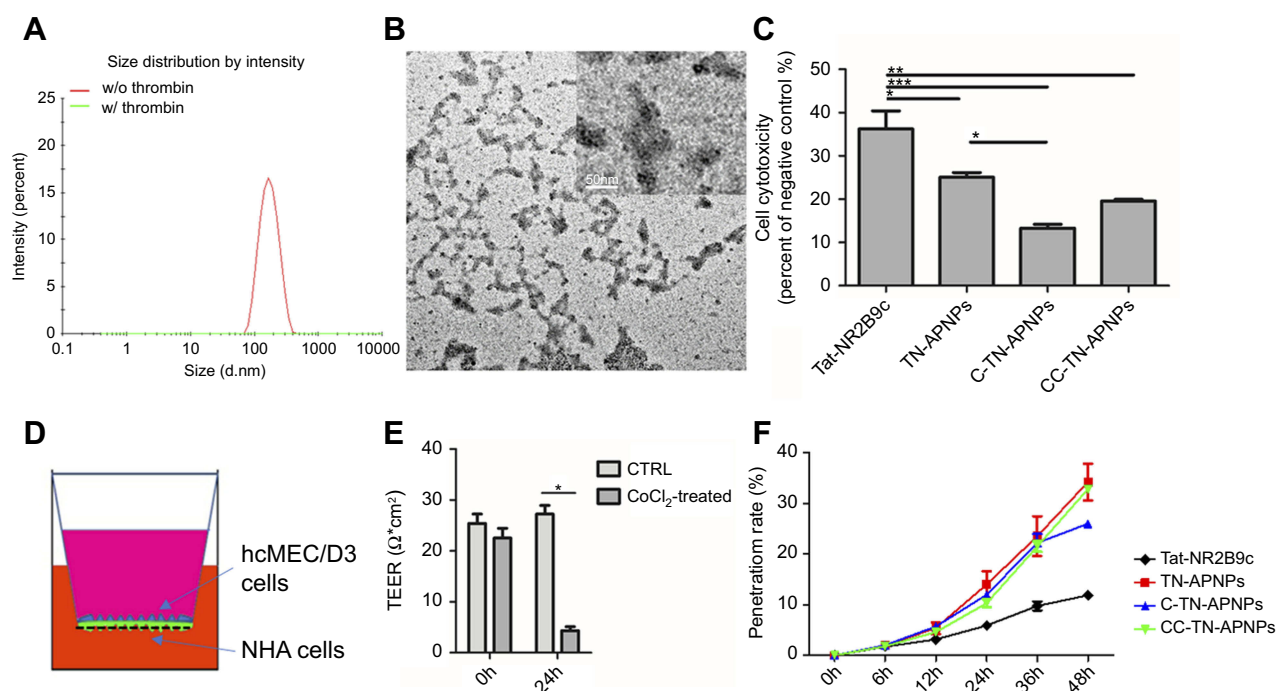 A
Size distribution by intensity
w/o thrombin
w/ thrombin
Intensity (percent)
25
20
15
10
5
0
0.1 1 10 100 1000 10000
Size (d.nm)
B
50nm
C
Cell cytotoxicity
(percent of negative control %)
50
40
30
20
10
0
**
***
*
*
Tat-NR2B9c
TN-APNPs
C-TN-APNPs
CC-TN-APNPs
D
hcMEC/D3
cells
NHA cells
E
TEER (Ω*cm²)
40
30
20
10
0
*
CTRL
CoCl₂-treated
0h
24h
F
Penetratiom rate (%)
40
30
20
10
0
0h
6h
12h
24h
36h
48h
Tat-NR2B9c
TN-APNPs
C-TN-APNPs
CC-TN-APNPs